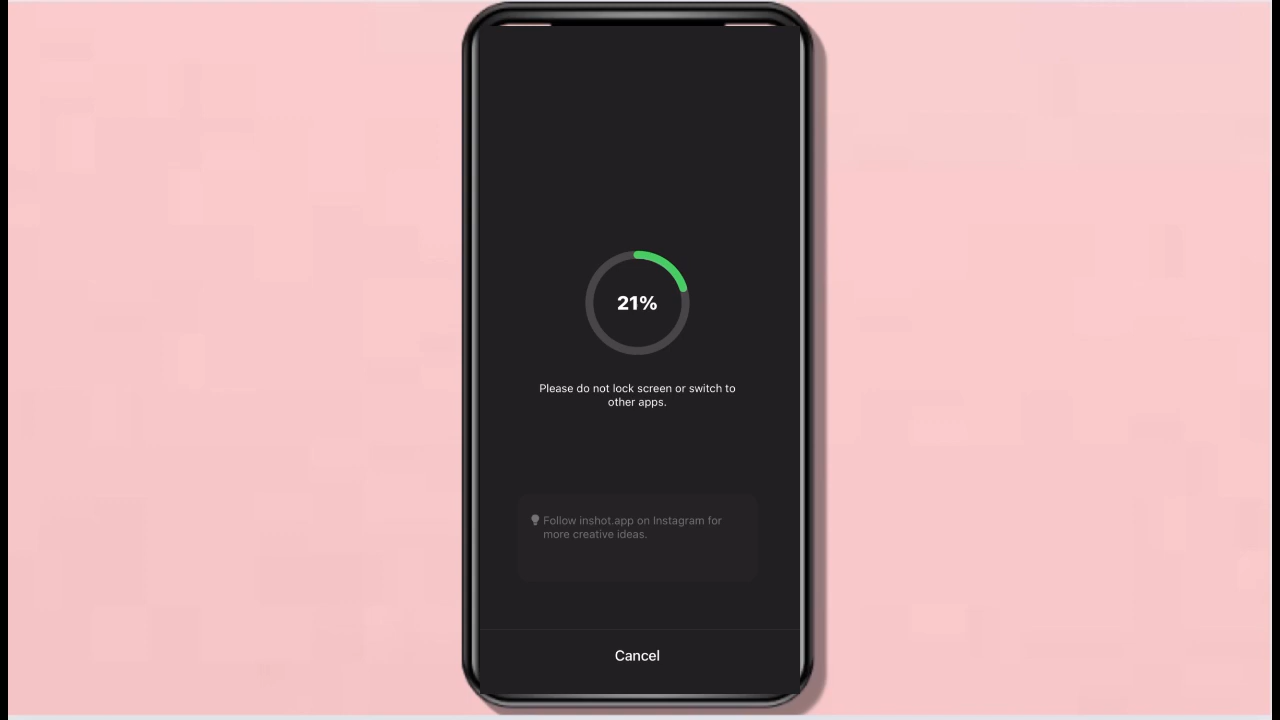 21%
Please do not lock screen or switch to
other apps.
Follow inshot.app on Instagram for
more creative ideas.
Cancel